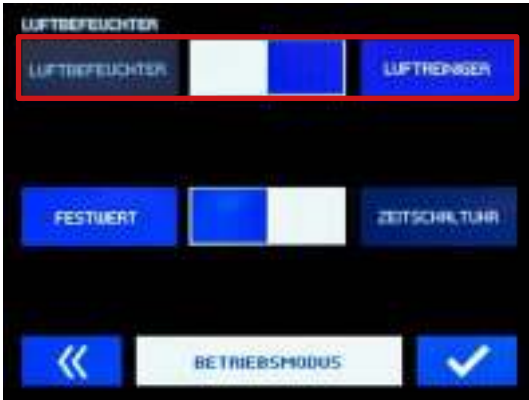 LUFTBEFEUCHTER
LUFTBEFEUCHTER LUFTREINIGER
FESTWERT ZEITSCHALTUHR
BETRIEBSMODUS